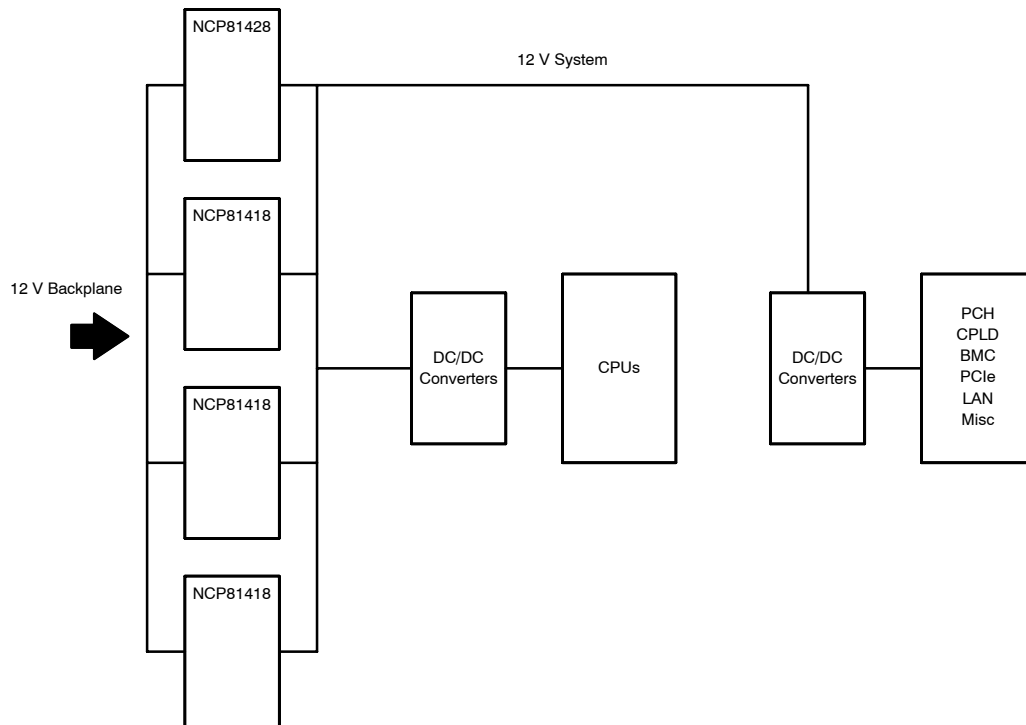 NCP81428
12 V System
NCP81418
12 V Backplane
DC/DC
Converters
CPUs
DC/DC
Converters
PCH
CPLD
BMC
PCIe
LAN
Misc
NCP81418
NCP81418